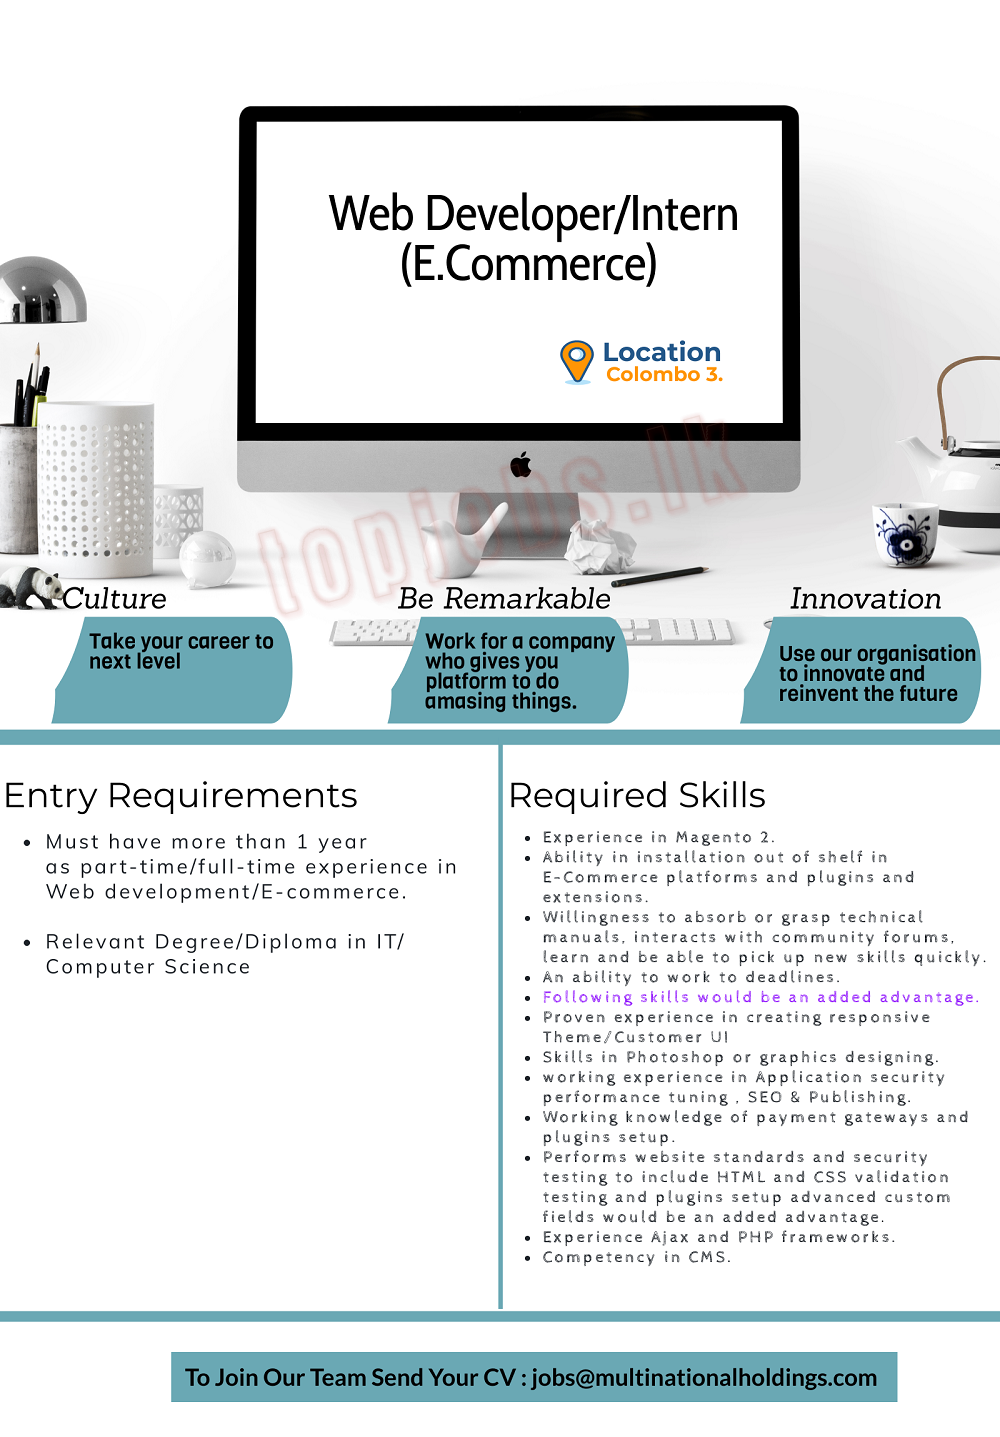 Web Developer/Intern
(E.Commerce)
Location
Colombo 3.
topjobs.lk
Culture
Take your career to
next level
Be Remarkable
Work for a company
who gives you
platform to do
amasing things.
Innovation
Use our organisation
to innovate and
reinvent the future
Entry Requirements
• Must have more than 1 year
as part-time/full-time experience in
Web development/E-commerce.
• Relevant Degree/Diploma in IT/
Computer Science
Required Skills
• Experience in Magento 2.
• Ability in installation out of shelf in
E-Commerce platforms and plugins and
extensions.
• Willingness to absorb or grasp technical
manuals, interacts with community forums,
learn and be able to pick up new skills quickly.
• An ability to work to deadlines.
• Following skills would be an added advantage.
• Proven experience in creating responsive
Theme/Customer UI
• Skills in Photoshop or graphics designing.
• working experience in Application security
performance tuning , SEO & Publishing.
• Working knowledge of payment gateways and
plugins setup.
• Performs website standards and security
testing to include HTML and CSS validation
testing and plugins setup advanced custom
fields would be an added advantage.
• Experience Ajax and PHP frameworks.
• Competency in CMS.
To Join Our Team Send Your CV : jobs@multinationalholdings.com